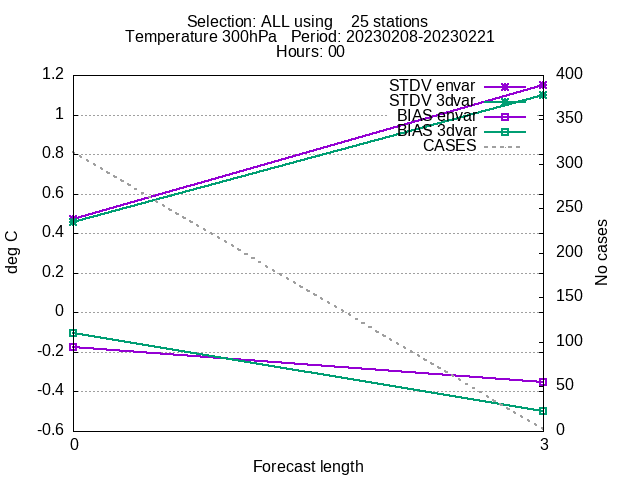 Selection: ALL using    25 stations
Temperature 300hPa   Period: 20230208-20230221
Hours: 00
STDV envar
STDV 3dvar
BIAS envar
BIAS 3dvar
CASES
1.2
1
0.8
0.6
0.4
0.2
0
-0.2
-0.4
-0.6
deg C
400
350
300
250
200
150
100
50
0
No cases
0
3
Forecast length